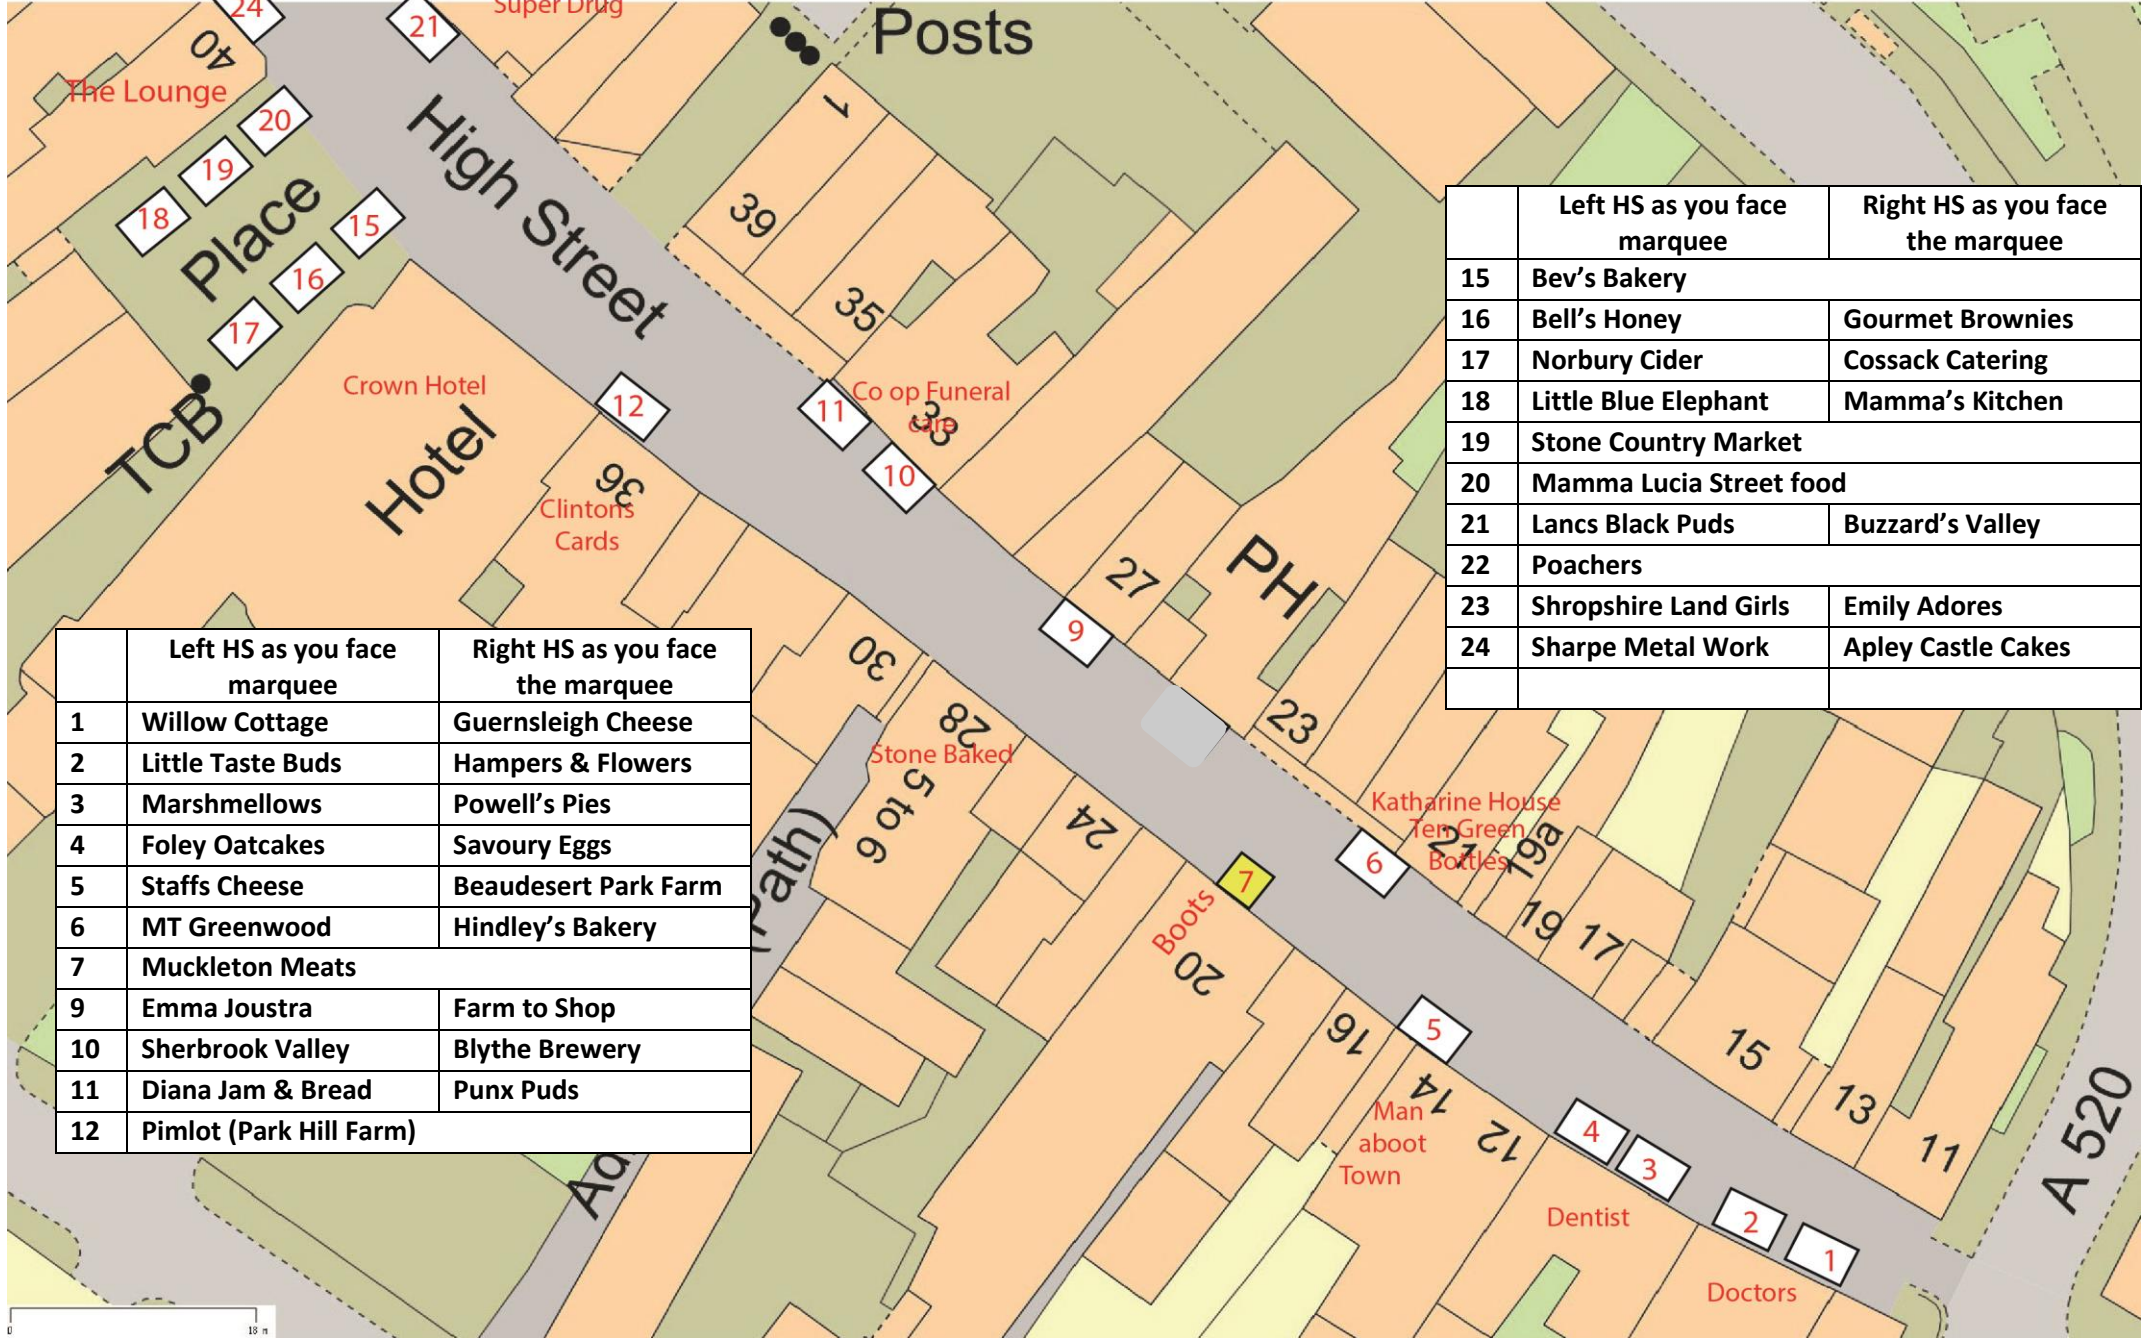 24
21
Super Drug
Posts
40
The Lounge
20
1
19
High Street
18
Place
15
39
16
35
17
Crown Hotel
12
11
Co op Funeral
care
33
TCB
Hotel
36
10
Clintons
Cards
27
PH
9
30
28
23
Stone Baked
5 to 9
24
Katharine House
Ten Green
Bottles
21
19a
6
7
Boots
20
19
17
(Path)
16
5
15
14
Man
aboot
Town
12
4
3
13
11
A 520
Ad
Dentist
2
1
Doctors
0 18 m
Left HS as you face marquee Right HS as you face the marquee
1 Willow Cottage Guernsleigh Cheese
2 Little Taste Buds Hampers & Flowers
3 Marshmellows Powell's Pies
4 Foley Oatcakes Savoury Eggs
5 Staffs Cheese Beaudesert Park Farm
6 MT Greenwood Hindley's Bakery
7 Muckleton Meats
9 Emma Joustra Farm to Shop
10 Sherbrook Valley Blythe Brewery
11 Diana Jam & Bread Punx Puds
12 Pimlot (Park Hill Farm)
Left HS as you face marquee Right HS as you face the marquee
15 Bev's Bakery
16 Bell's Honey Gourmet Brownies
17 Norbury Cider Cossack Catering
18 Little Blue Elephant Mamma's Kitchen
19 Stone Country Market
20 Mamma Lucia Street food
21 Lancs Black Puds Buzzard's Valley
22 Poachers
23 Shropshire Land Girls Emily Adores
24 Sharpe Metal Work Apley Castle Cakes